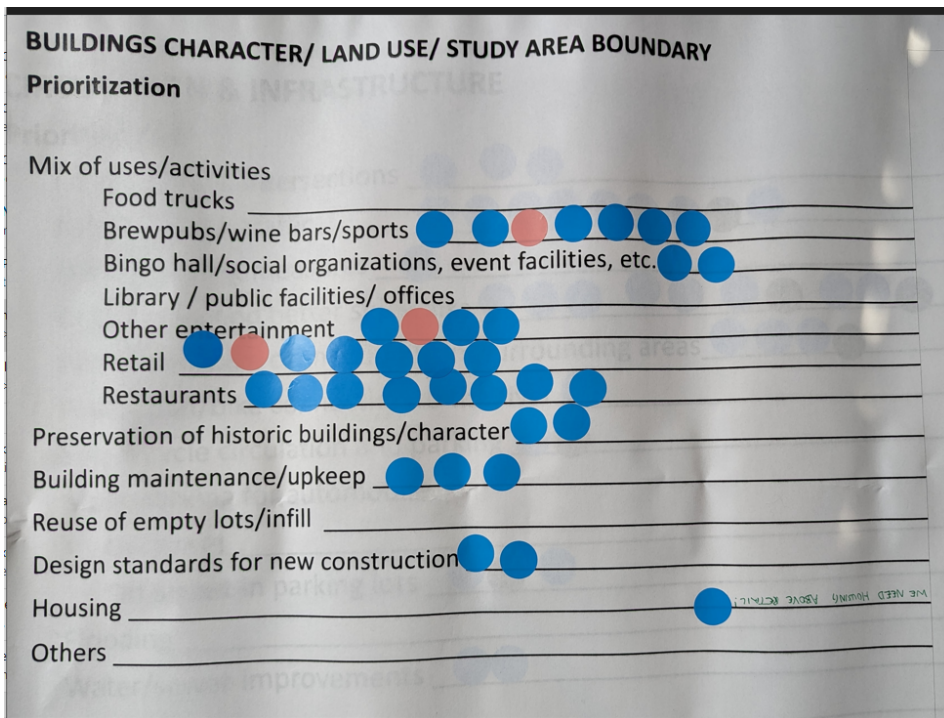 BUILDINGS CHARACTER/ LAND USE/ STUDY AREA BOUNDARY
Prioritization
Mix of uses/activities
Food trucks
Brewpubs/wine bars/sports
Bingo hall/social organizations, event facilities, etc.
Library / public facilities/ offices
Other entertainment
Retail
Restaurants
Preservation of historic buildings/character
Building maintenance/upkeep
Reuse of empty lots/infill
Design standards for new construction
Housing
WE NEED HOUSING ABOVE RETAIL!
Others